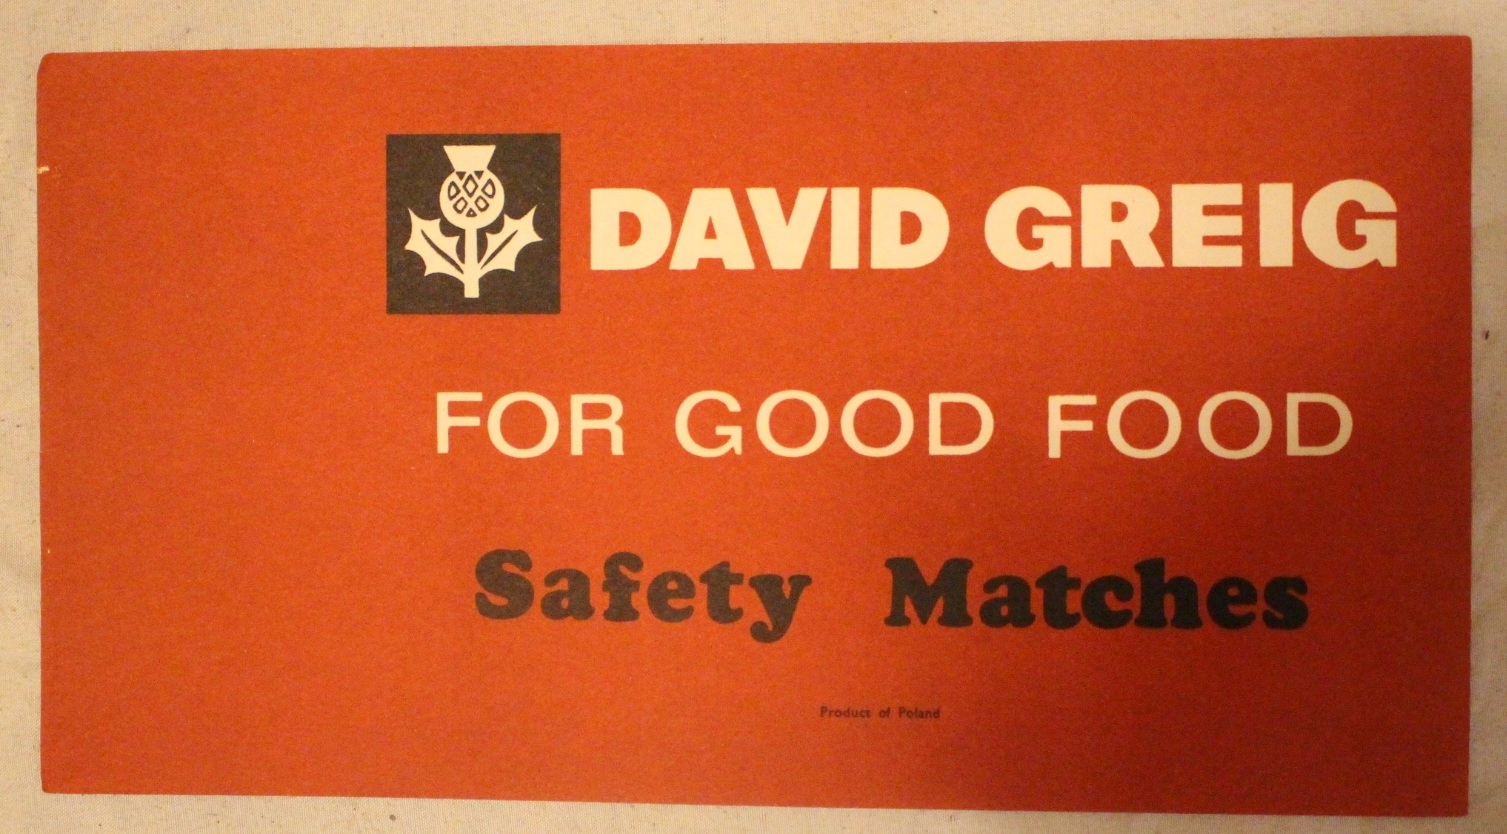 DAVID GREIG
FOR GOOD FOOD
Safety Matches
Product of Poland